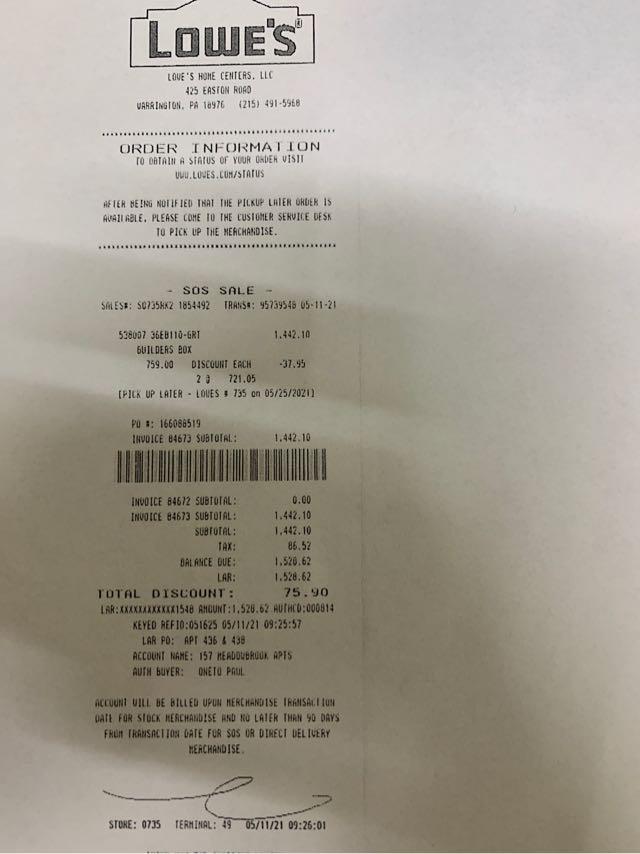 LOWE'S®
LOWE'S HOME CENTERS, LLC
425 EASTON ROAD
WARRINGTON, PA 18976 (215) 491-5968
ORDER INFORMATION
TO OBTAIN A STATUS OF YOUR ORDER VISIT
WWW.LOWES.COM/STATUS
AFTER BEING NOTIFIED THAT THE PICKUP LATER ORDER IS
AVAILABLE, PLEASE COME TO THE CUSTOMER SERVICE DESK
TO PICK UP THE MERCHANDISE.
- SOS SALE -
SALES#: S0735HK2 1854492 TRANS#: 95739548 05-11-21
538007 36EB110-6RT 1,442.10
GUILDERS BOX
759.00 DISCOUNT EACH -37.95
2 @ 721.05
[PICK UP LATER - LOWES # 735 on 05/25/2021]
PO #: 166088519
INVOICE 84673 SUBTOTAL: 1,442.10
INVOICE 84672 SUBTOTAL: 0.00
INVOICE 84673 SUBTOTAL: 1,442.10
SUBTOTAL: 1,442.10
TAX: 86.52
BALANCE DUE: 1,528.62
LAR: 1,528.62
TOTAL DISCOUNT: 75.90
LAR:XXXXXXXXXXXX1548 AMOUNT:1,528.62 AUTHCD:000814
KEYED REFID:051625 05/11/21 09:25:57
LAR PO: APT 436 & 438
ACCOUNT NAME: 157 MEADOWBROOK APTS
AUTH BUYER: ONETO PAUL
ACCOUNT WILL BE BILLED UPON MERCHANDISE TRANSACTION
DATE FOR STOCK MERCHANDISE AND NO LATER THAN 90 DAYS
FROM TRANSACTION DATE FOR SOS OR DIRECT DELIVERY
MERCHANDISE.
STORE: 0735 TERMINAL: 49 05/11/21 09:26:01